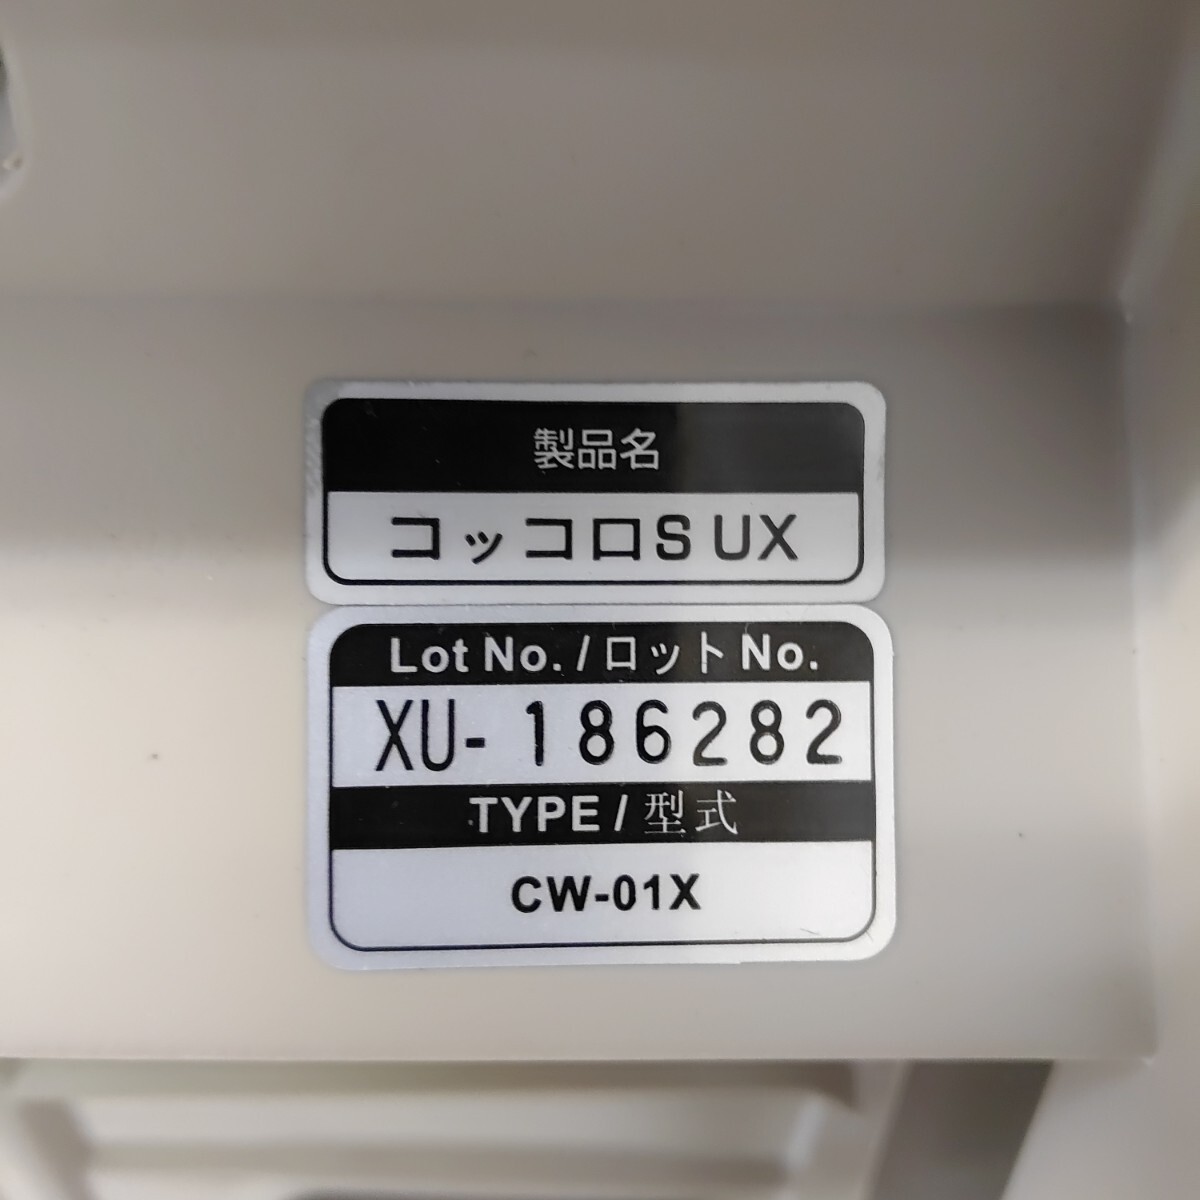 製品名
コッコロS UX
Lot No. / ロット No.
XU- 186282
TYPE / 型式
CW-01X